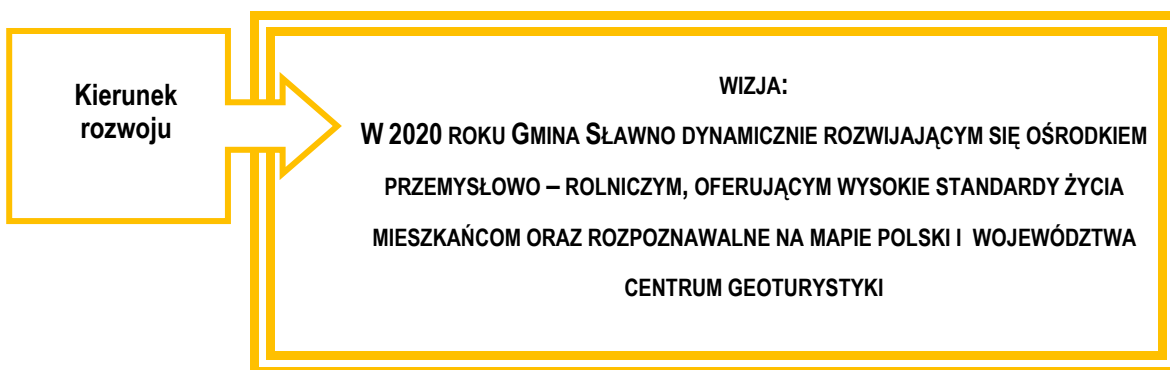 Kierunek
rozwoju
WIZJA:
W 2020 ROKU GMINA SŁAWNO DYNAMICZNIE ROZWIJAJĄCYM SIĘ OŚRODKIEM
PRZEMYSŁOWO – ROLNICZYM, OFERUJĄCYM WYSOKIE STANDARDY ŻYCIA
MIESZKAŃCOM ORAZ ROZPOZNAWALNE NA MAPIE POLSKI I WOJEWÓDZTWA
CENTRUM GEOTURYSTYKI